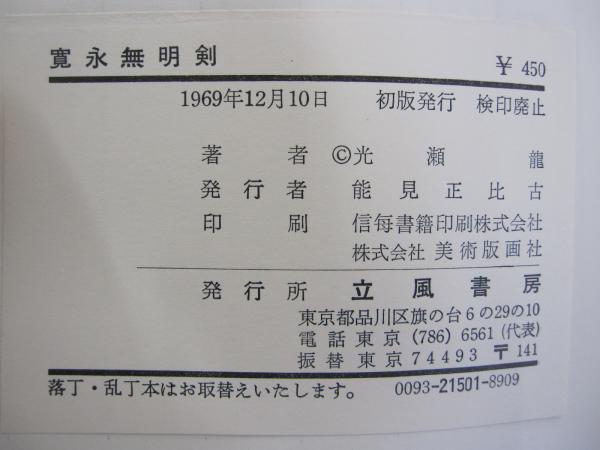 寛永無明剣 ¥ 450
1969年12月10日 初版発行 検印廃止
著者 ©光瀬龍
発行者 能見正比古
印刷 信毎書籍印刷株式会社
株式会社 美術版画社
発行所 立風書房
東京都品川区旗の台6の29の10
電話東京 (786) 6561 (代表)
振替東京 74493 〒141
落丁・乱丁本はお取替えいたします。 0093-21501-8909